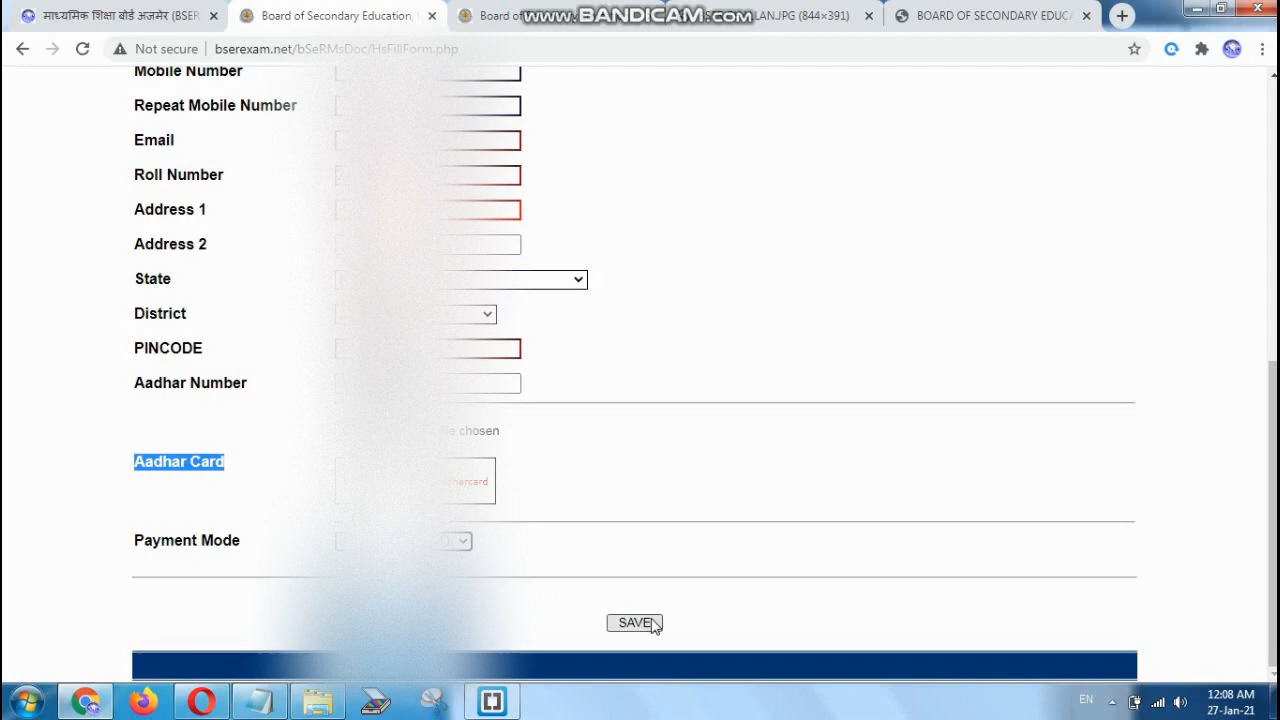 माध्यमिक शिक्षा बोर्ड अजमेर (BSER
Board of Secondary Education,
Board of
www.BANDICAM.com
LAN.JPG (844×391)
BOARD OF SECONDARY EDUCA
Not secure
bserexam.net/bSeRMsDoc/HsFillForm.php
Mobile Number
Repeat Mobile Number
Email
Roll Number
Address 1
Address 2
State
District
PINCODE
Aadhar Number
chosen
Aadhar Card
hercard
Payment Mode
SAVE
EN
12:08 AM
27-Jan-21